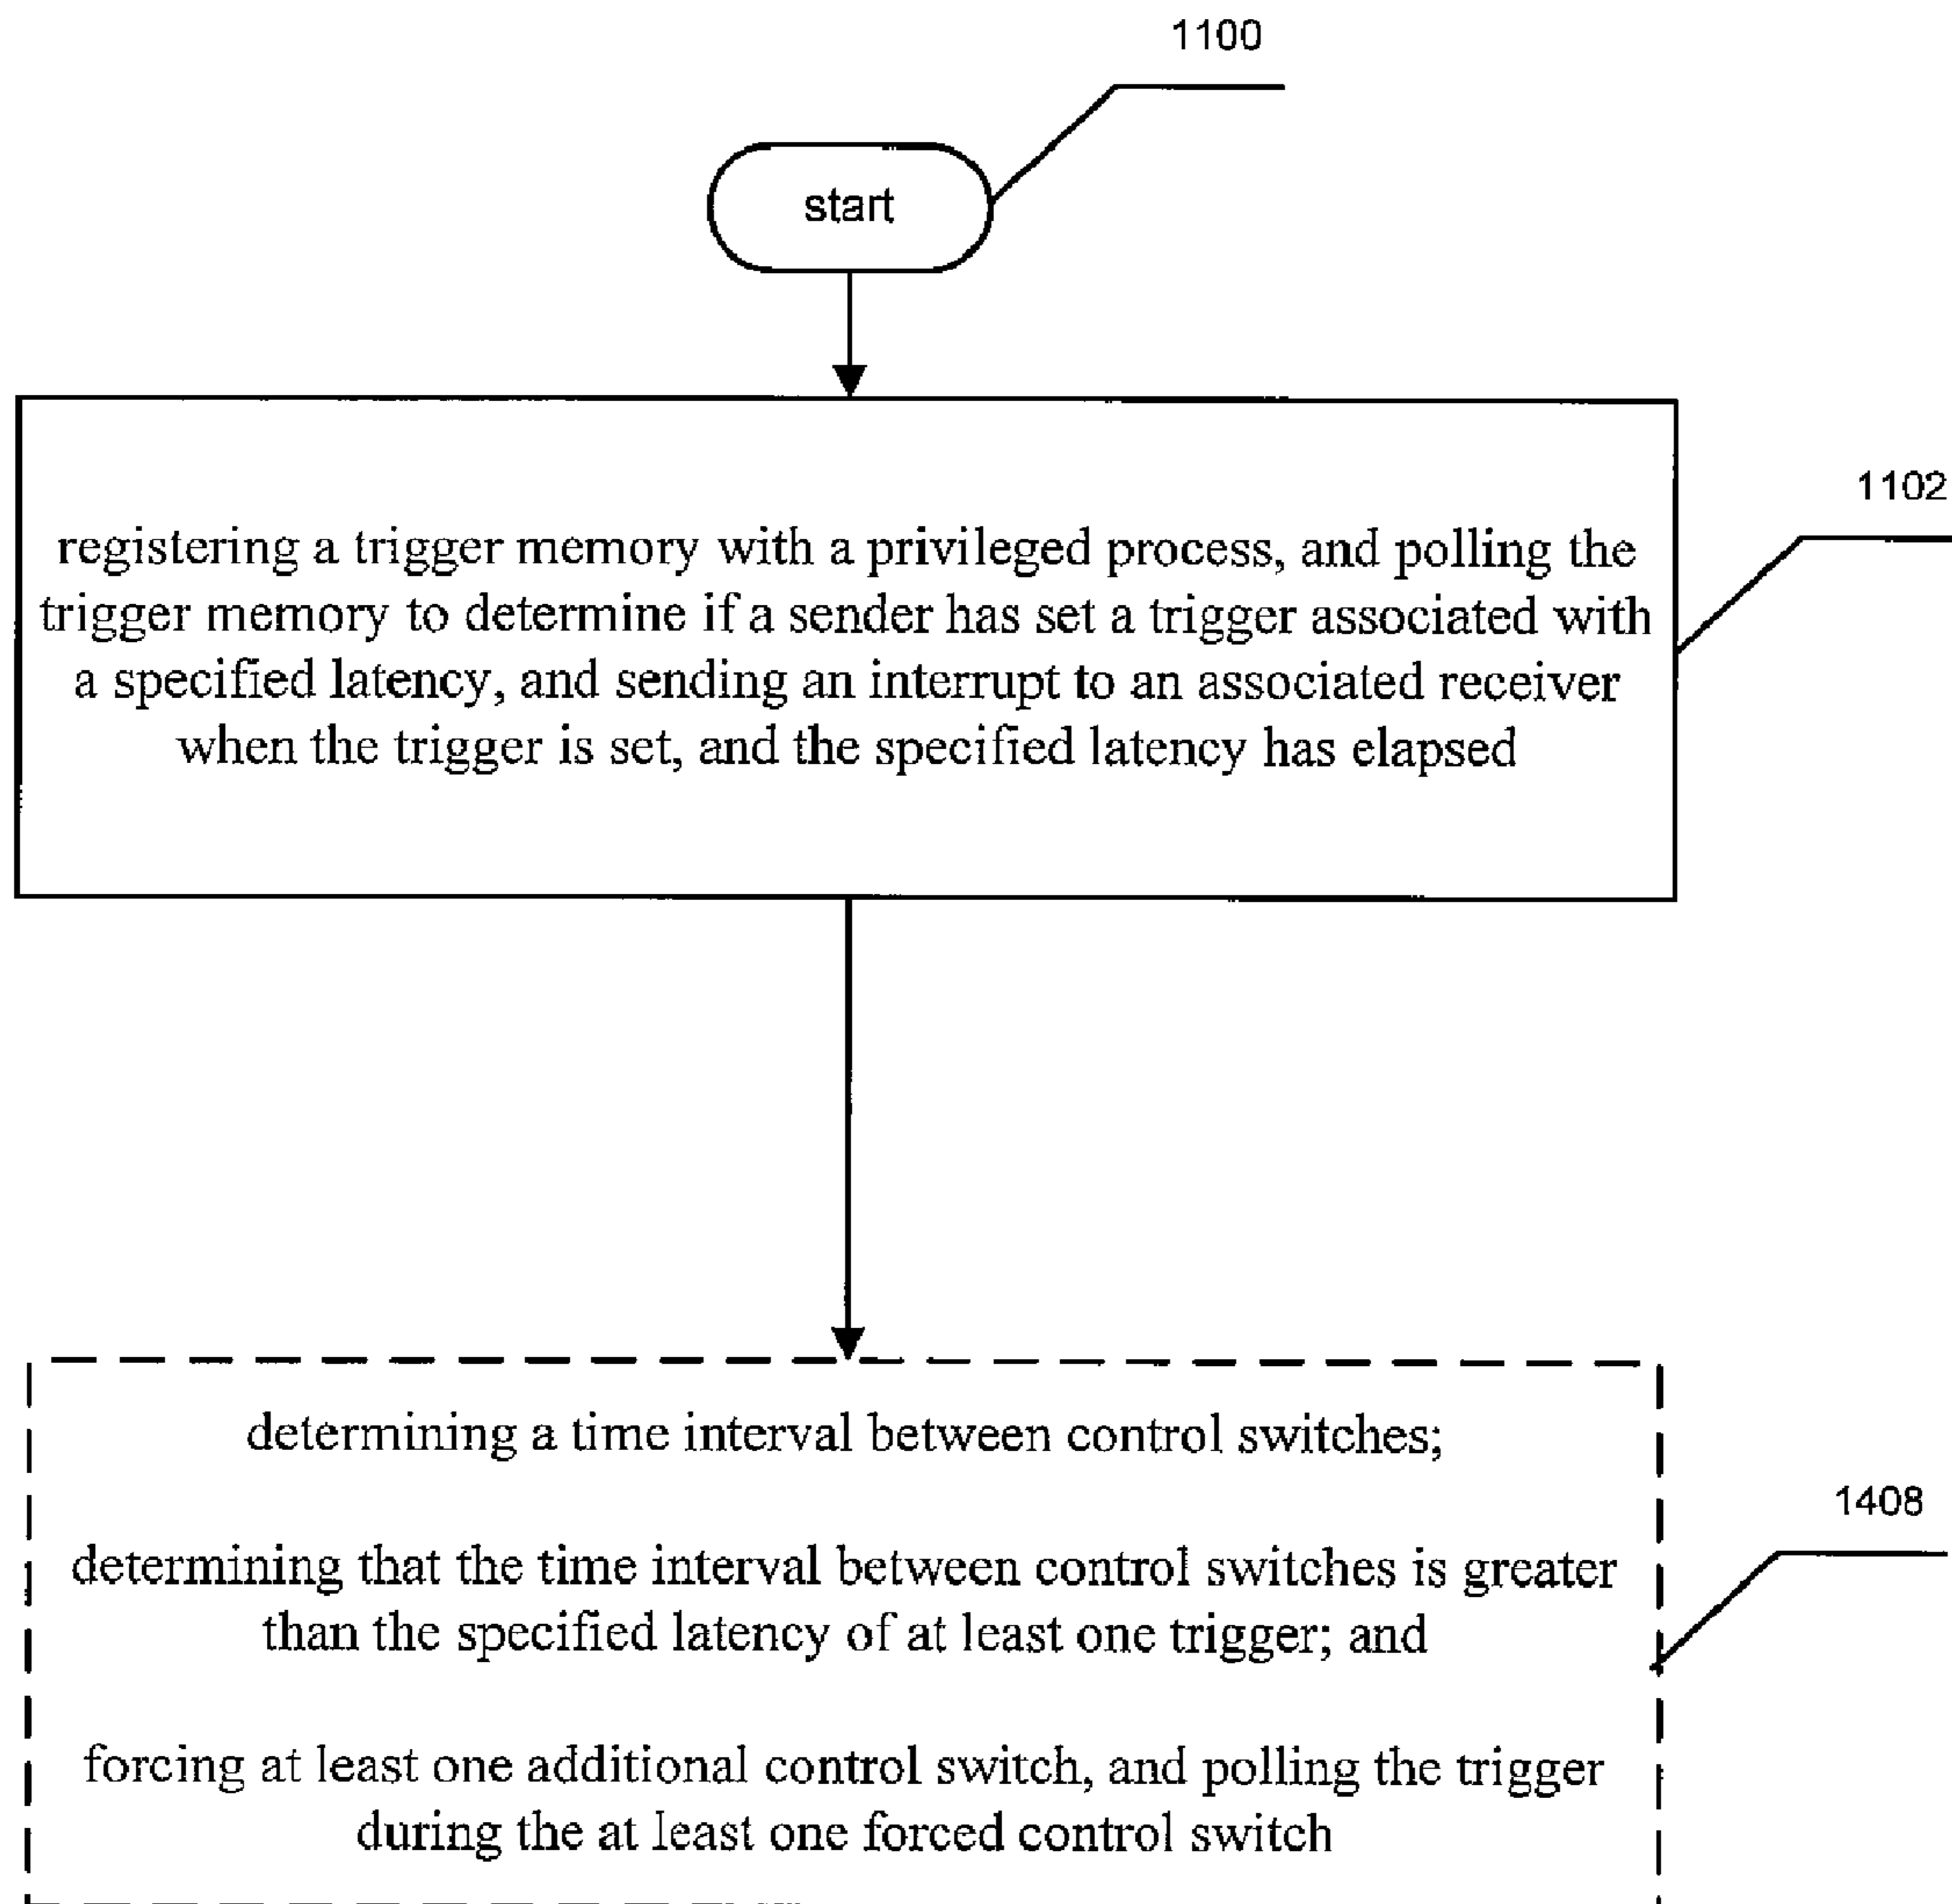 1100
start
1102
registering a trigger memory with a privileged process, and polling the
trigger memory to determine if a sender has set a trigger associated with
a specified latency, and sending an interrupt to an associated receiver
when the trigger is set, and the specified latency has elapsed
determining a time interval between control switches;
1408
determining that the time interval between control switches is greater
than the specified latency of at least one trigger; and
forcing at least one additional control switch, and polling the trigger
during the at least one forced control switch